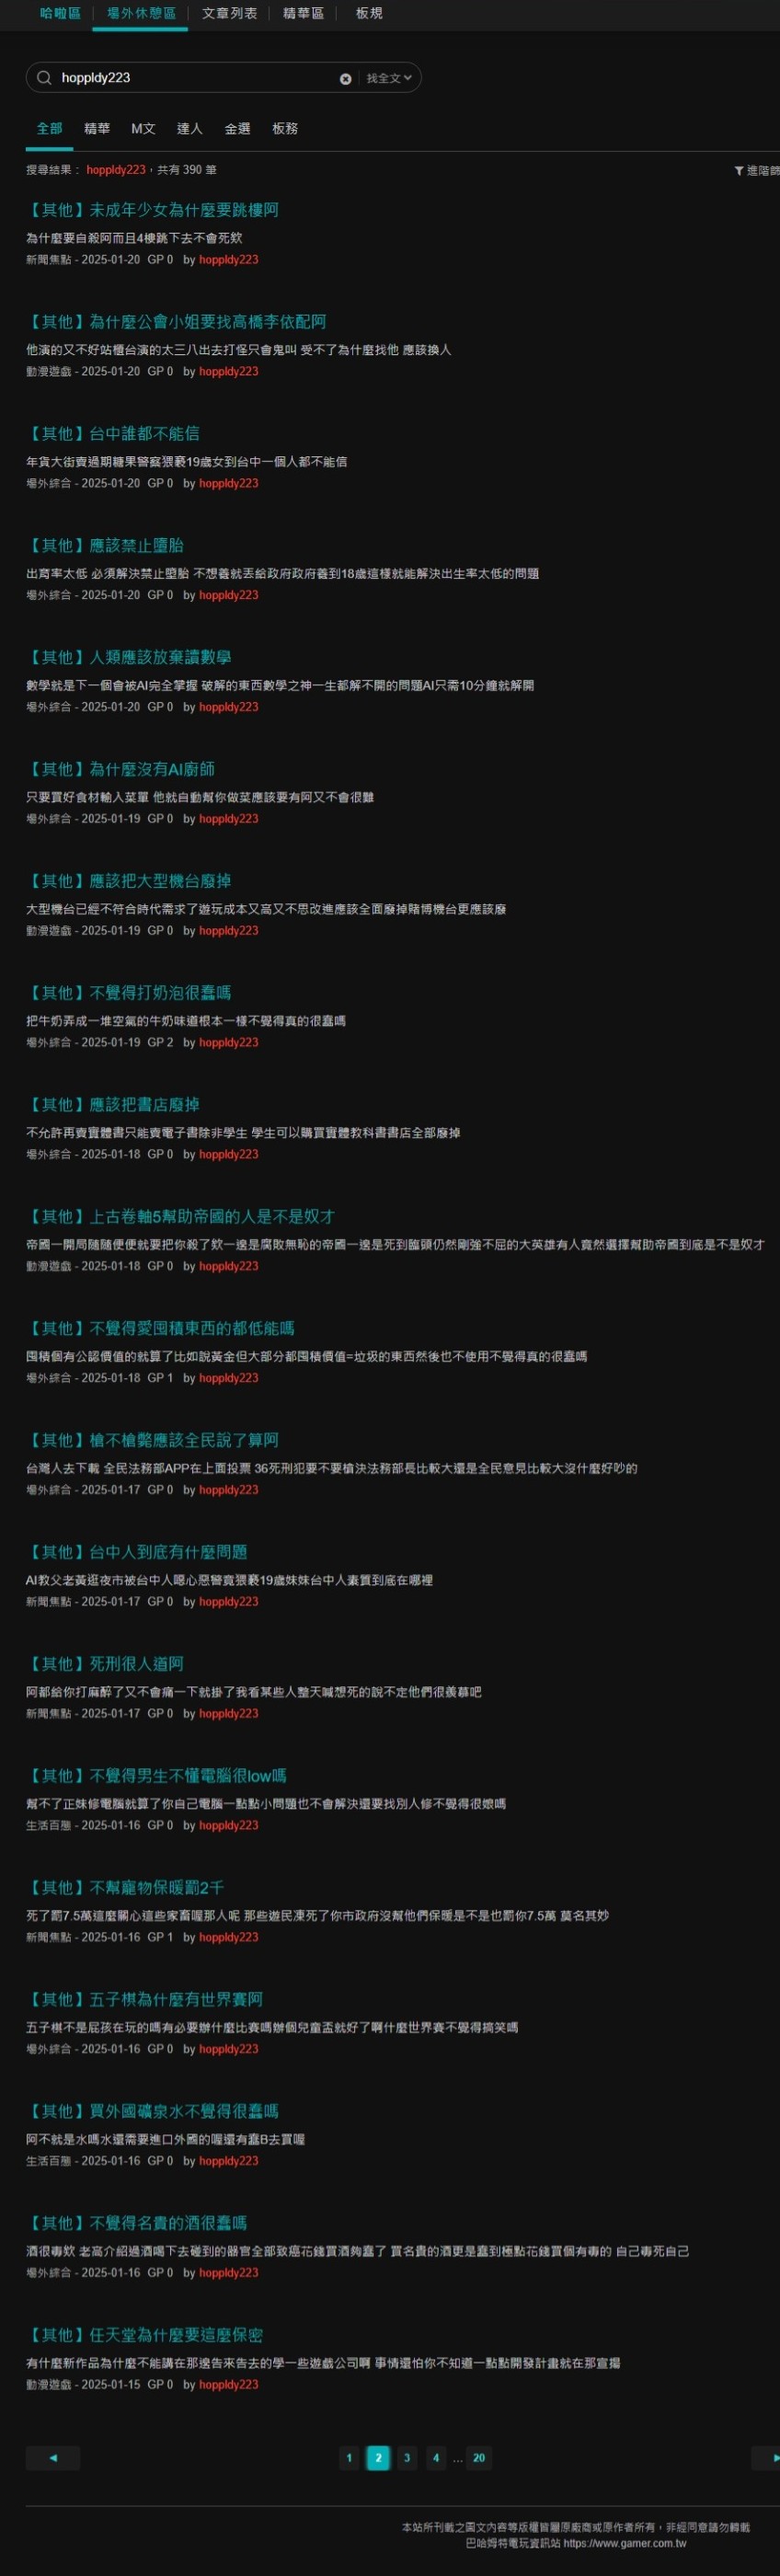 哈啦區 場外休憩區 文章列表 精華區 板規
hoppldy223 找全文
全部 精華 M文 達人 金選 板務
搜尋結果： hoppldy223，共有 390 筆 進階篩
【其他】未成年少女為什麼要跳樓阿
為什麼要自殺阿而且4樓跳下去不會死欸
新聞焦點 - 2025-01-20 GP 0 by hoppldy223
【其他】為什麼公會小姐要找高橋李依配阿
他演的又不好站櫃台演的太三八出去打怪只會鬼叫 受不了為什麼找他 應該換人
動漫遊戲 - 2025-01-20 GP 0 by hoppldy223
【其他】台中誰都不能信
年貨大街賣過期糖果警察猥褻19歲女到台中一個人都不能信
場外綜合 - 2025-01-20 GP 0 by hoppldy223
【其他】應該禁止墮胎
出育率太低 必須解決禁止墮胎 不想養就丟給政府政府養到18歲這樣就能解決出生率太低的問題
場外綜合 - 2025-01-20 GP 0 by hoppldy223
【其他】人類應該放棄讀數學
數學就是下一個會被AI完全掌握 破解的東西數學之神一生都解不開的問題AI只需10分鐘就解開
場外綜合 - 2025-01-20 GP 0 by hoppldy223
【其他】為什麼沒有AI廚師
只要買好食材輸入菜單 他就自動幫你做菜應該要有阿又不會很難
場外綜合 - 2025-01-19 GP 0 by hoppldy223
【其他】應該把大型機台廢掉
大型機台已經不符合時代需求了遊玩成本又高又不思改進應該全面廢掉賭博機台更應該廢
動漫遊戲 - 2025-01-19 GP 0 by hoppldy223
【其他】不覺得打奶泡很蠢嗎
把牛奶弄成一堆空氣的牛奶味道根本一樣不覺得真的很蠢嗎
場外綜合 - 2025-01-19 GP 2 by hoppldy223
【其他】應該把書店廢掉
不允許再賣實體書只能賣電子書除非學生 學生可以購買實體教科書書店全部廢掉
場外綜合 - 2025-01-18 GP 0 by hoppldy223
【其他】上古卷軸5幫助帝國的人是不是奴才
帝國一開局隨隨便便就要把你殺了欸一邊是腐敗無恥的帝國一邊是死到臨頭仍然剛強不屈的大英雄有人竟然選擇幫助帝國到底是不是奴才
動漫遊戲 - 2025-01-18 GP 0 by hoppldy223
【其他】不覺得愛囤積東西的都低能嗎
囤積個有公認價值的就算了比如說黃金但大部分都囤積價值=垃圾的東西然後也不使用不覺得真的很蠢嗎
場外綜合 - 2025-01-18 GP 1 by hoppldy223
【其他】槍不槍斃應該全民說了算阿
台灣人去下載 全民法務部APP在上面投票 36死刑犯要不要槍決法務部長比較大還是全民意見比較大沒什麼好吵的
場外綜合 - 2025-01-17 GP 0 by hoppldy223
【其他】台中人到底有什麼問題
AI教父老黃逛夜市被台中人噁心惡警竟猥褻19歲妹妹台中人素質到底在哪裡
新聞焦點 - 2025-01-17 GP 0 by hoppldy223
【其他】死刑很人道阿
阿都給你打麻醉了又不會痛一下就掛了我看某些人整天喊想死的說不定他們很羨慕吧
新聞焦點 - 2025-01-17 GP 0 by hoppldy223
【其他】不覺得男生不懂電腦很low嗎
幫不了正妹修電腦就算了你自己電腦一點點小問題也不會解決還要找別人修不覺得很娘嗎
生活百態 - 2025-01-16 GP 0 by hoppldy223
【其他】不幫寵物保暖罰2千
死了罰7.5萬這麼關心這些家畜喔那人呢 那些遊民凍死了你市政府沒幫他們保暖是不是也罰你7.5萬 莫名其妙
新聞焦點 - 2025-01-16 GP 1 by hoppldy223
【其他】五子棋為什麼有世界賽阿
五子棋不是屁孩在玩的嗎有必要辦什麼比賽嗎辦個兒童盃就好了啊什麼世界賽不覺得搞笑嗎
場外綜合 - 2025-01-16 GP 0 by hoppldy223
【其他】買外國礦泉水不覺得很蠢嗎
阿不就是水嗎水還需要進口外國的喔還有蠢B去買喔
生活百態 - 2025-01-16 GP 0 by hoppldy223
【其他】不覺得名貴的酒很蠢嗎
酒很毒欸 老高介紹過酒喝下去碰到的器官全部致癌花錢買酒夠蠢了 買名貴的酒更是蠢到極點花錢買個有毒的 自己毒死自己
場外綜合 - 2025-01-16 GP 0 by hoppldy223
【其他】任天堂為什麼要這麼保密
有什麼新作品為什麼不能講在那邊告來告去的學一些遊戲公司啊 事情還怕你不知道一點點開發計畫就在那宣揚
動漫遊戲 - 2025-01-15 GP 0 by hoppldy223
1 2 3 4 ... 20
本站所刊載之圖文內容等版權皆屬原廠商或原作者所有，非經同意請勿轉載
巴哈姆特電玩資訊站 https://www.gamer.com.tw